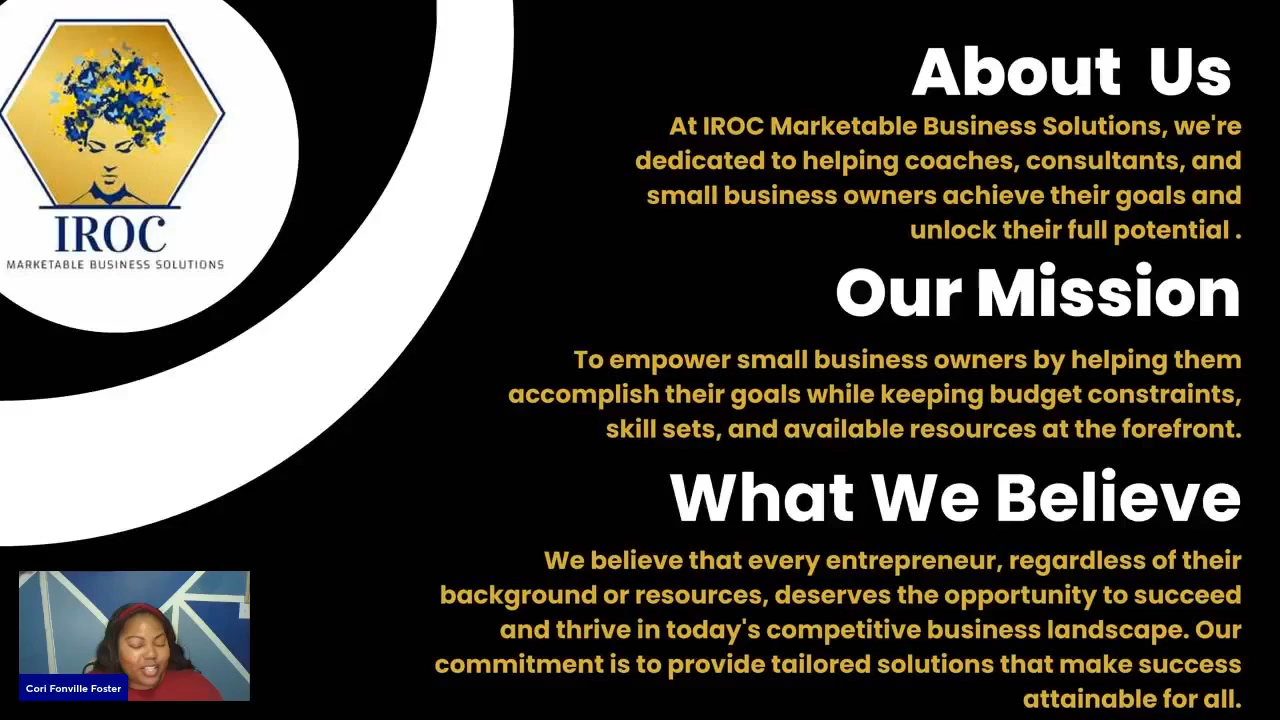 IROC
MARKETABLE BUSINESS SOLUTIONS
About Us
At IROC Marketable Business Solutions, we're
dedicated to helping coaches, consultants, and
small business owners achieve their goals and
unlock their full potential .
Our Mission
To empower small business owners by helping them
accomplish their goals while keeping budget constraints,
skill sets, and available resources at the forefront.
What We Believe
We believe that every entrepreneur, regardless of their
background or resources, deserves the opportunity to succeed
and thrive in today's competitive business landscape. Our
commitment is to provide tailored solutions that make success
attainable for all.
Cori Fonville Foster